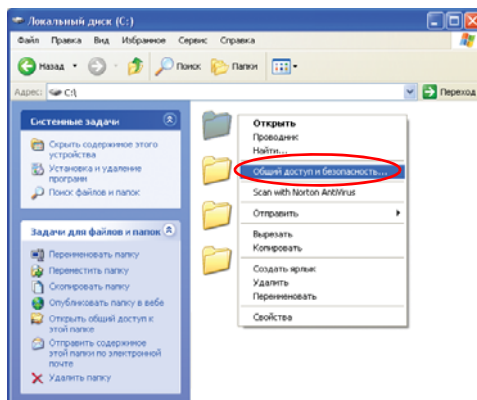 Локальный диск (C:)
Файл Правка Вид Избранное Сервис Справка
Назад Поиск Папки
Адрес: C:\ Переход
Системные задачи
Скрыть содержимое этого
устройства
Установка и удаление
программ
Поиск файлов и папок
Задачи для файлов и папок
Переименовать папку
Переместить папку
Скопировать папку
Опубликовать папку в вебе
Открыть общий доступ к
этой папке
Отправить содержимое
этой папки по электронной
почте
Удалить папку
Открыть
Проводник
Найти...
Общий доступ и безопасность...
Scan with Norton AntiVirus
Отправить
Вырезать
Копировать
Создать ярлык
Удалить
Переименовать
Свойства